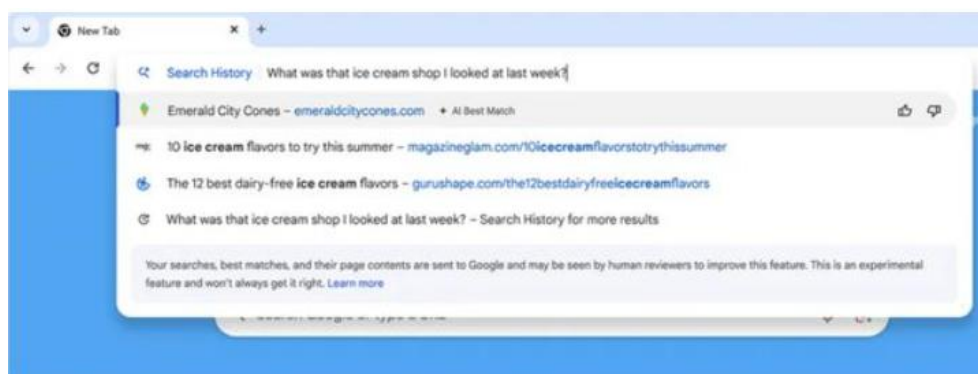 New Tab
Search History What was that ice cream shop I looked at last week?
Emerald City Cones – emeraldcitycones.com + AI Best Match
10 ice cream flavors to try this summer – magazineglam.com/10icecreamflavorstotrythissummer
The 12 best dairy-free ice cream flavors – gurushape.com/the12bestdairyfreeicecreamflavors
What was that ice cream shop I looked at last week? – Search History for more results
Your searches, best matches, and their page contents are sent to Google and may be seen by human reviewers to improve this feature. This is an experimental
feature and won't always get it right. Learn more